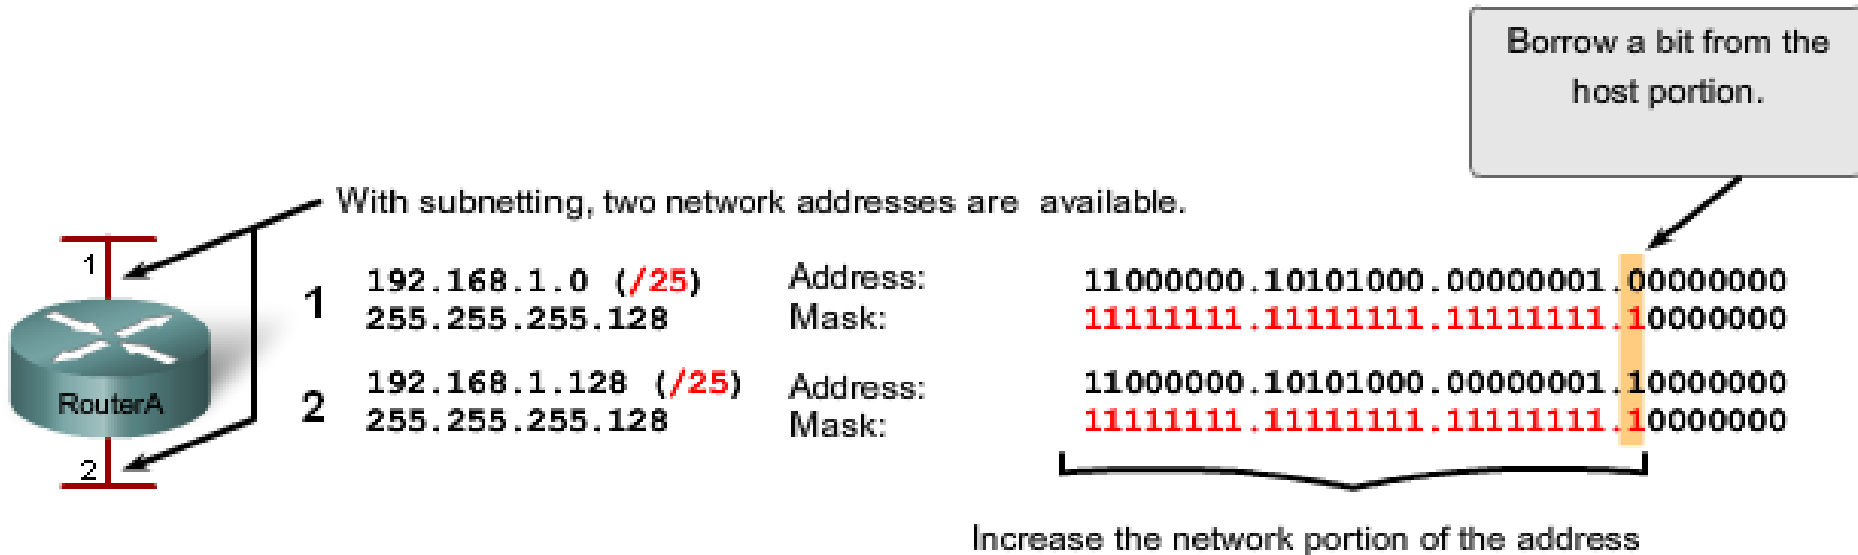 Borrow a bit from the
host portion.
With subnetting, two network addresses are available.
1
1
192.168.1.0 (/25)
Address:
11000000.10101000.00000001.00000000
255.255.255.128
Mask:
11111111.11111111.11111111.10000000
RouterA
2
192.168.1.128 (/25)
Address:
11000000.10101000.00000001.10000000
255.255.255.128
Mask:
11111111.11111111.11111111.10000000
2
Increase the network portion of the address